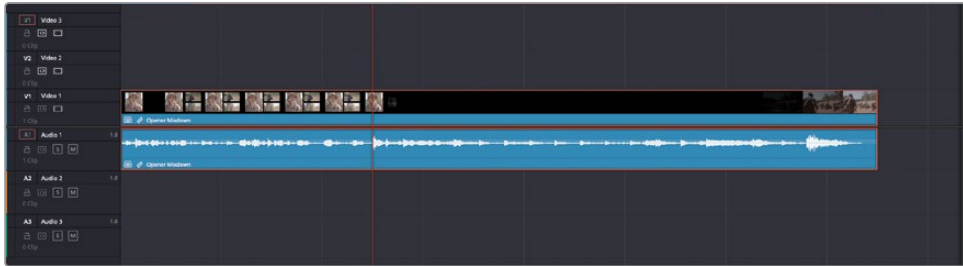 V1 Video 3
0 Clip
V2 Video 2
0 Clip
V1 Video 1
1 Clip
Opener Mixdown
A1 Audio 1 1.0
S M
1 Clip
Opener Mixdown
A2 Audio 2 1.0
S M
0 Clip
A3 Audio 3 1.0
S M
0 Clip